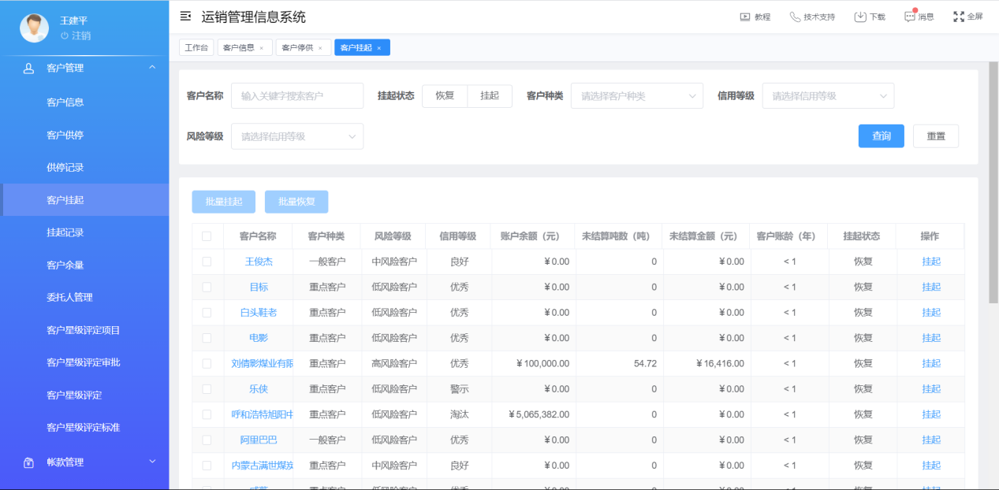 王建平
注销
客户管理
客户信息
客户供停
供停记录
客户挂起
挂起记录
客户余量
委托人管理
客户星级评定项目
客户星级评定审批
客户星级评定
客户星级评定标准
帐款管理
运销管理信息系统
教程 技术支持 下载 消息 全屏
工作台 客户信息 × 客户停供 × 客户挂起 ×
客户名称 输入关键字搜索客户 挂起状态 恢复 挂起 客户种类 请选择客户种类 信用等级 请选择信用等级
风险等级 请选择信用等级 查询 重置
批量挂起 批量恢复
客户名称 客户种类 风险等级 信用等级 账户余额（元） 未结算吨数（吨） 未结算金额（元） 客户账龄（年） 挂起状态 操作
王俊杰 一般客户 中风险客户 良好 ¥0.00 0 ¥0.00 <1 恢复 挂起
目标 重点客户 低风险客户 优秀 ¥0.00 0 ¥0.00 <1 恢复 挂起
白头鞋老 重点客户 低风险客户 优秀 ¥0.00 0 ¥0.00 <1 恢复 挂起
电影 重点客户 低风险客户 优秀 ¥0.00 0 ¥0.00 <1 恢复 挂起
刘倩影煤业有限 重点客户 高风险客户 优秀 ¥100,000.00 54.72 ¥16,416.00 <1 恢复 挂起
乐侠 重点客户 低风险客户 警示 ¥0.00 0 ¥0.00 <1 恢复 挂起
呼和浩特旭阳中 重点客户 低风险客户 淘汰 ¥5,065,382.00 0 ¥0.00 <1 恢复 挂起
阿里巴巴 一般客户 低风险客户 优秀 ¥0.00 0 ¥0.00 <1 恢复 挂起
内蒙古满世煤炭 重点客户 中风险客户 良好 ¥0.00 0 ¥0.00 <1 恢复 挂起